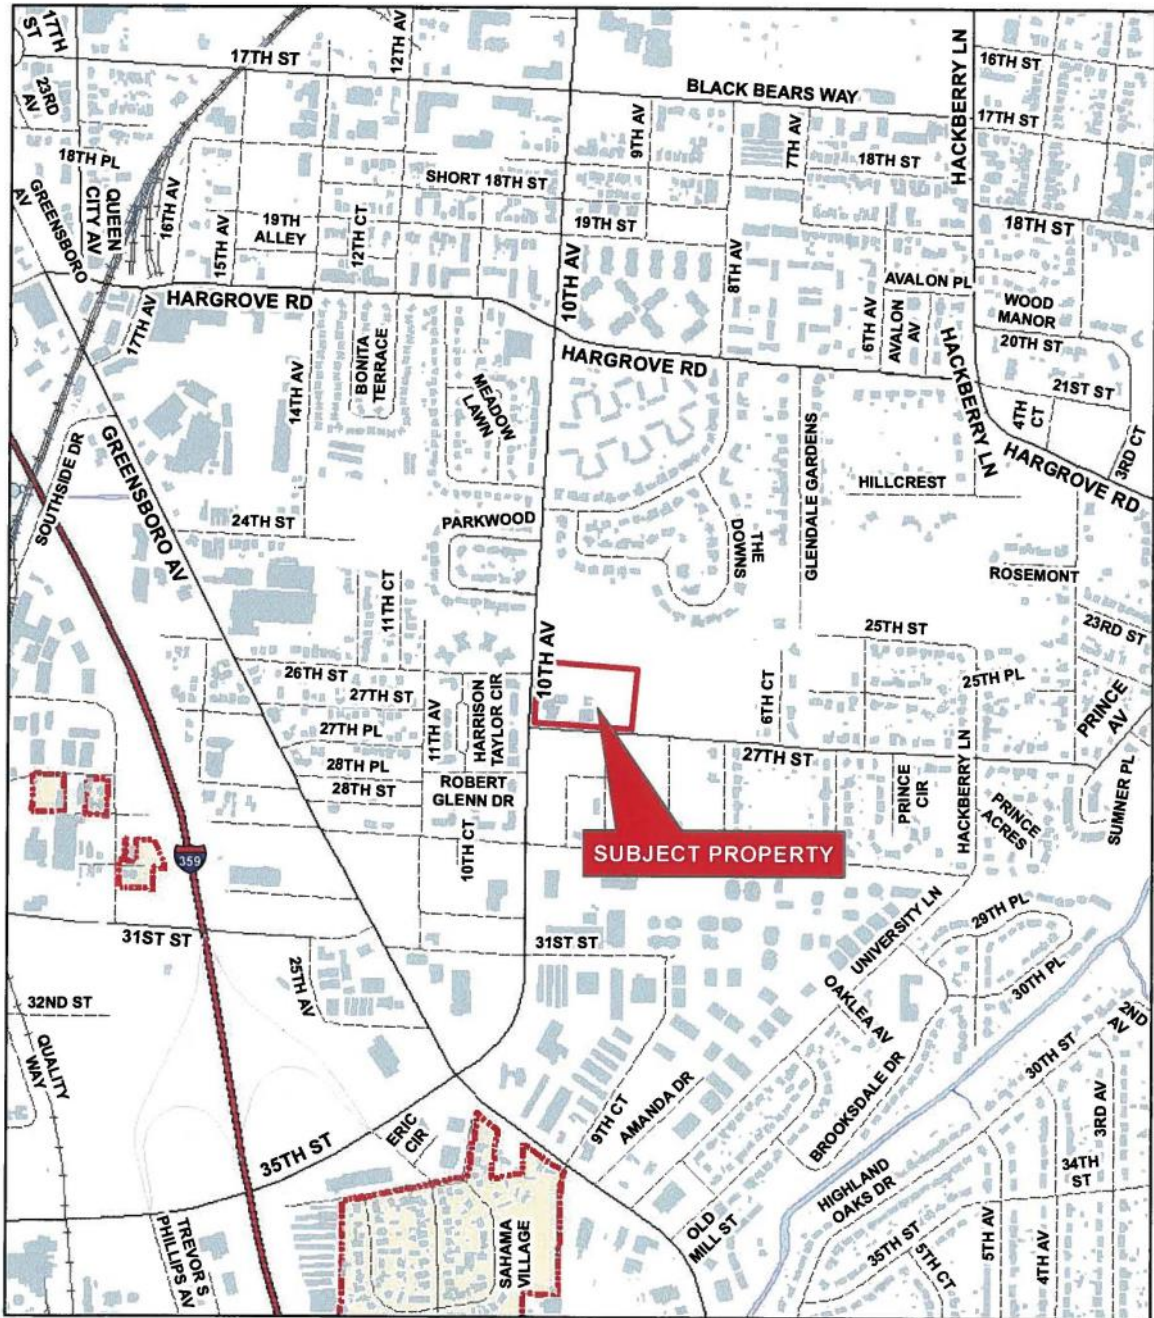 17TH
ST
17TH ST
12TH AV
HACKBERRY LN
16TH ST
23RD
AV
BLACK BEARS WAY
9TH AV
7TH AV
17TH ST
18TH PL
18TH ST
SHORT 18TH ST
GREENSBORO
AV
QUEEN
CITY AV
16TH AV
15TH AV
19TH
ALLEY
12TH CT
19TH ST
18TH ST
10TH AV
8TH AV
AVALON PL
HARGROVE RD
17TH AV
6TH AV
AVALON
AV
WOOD
MANOR
20TH ST
HACKBERRY LN
HARGROVE RD
14TH AV
BONITA
TERRACE
MEADOW
LAWN
21ST ST
4TH
CT
3RD CT
HARGROVE RD
GREENSBORO AV
SOUTHSIDE DR
GLENDALE GARDENS
HILLCREST
24TH ST
PARKWOOD
THE
DOWNS
ROSEMONT
11TH CT
25TH ST
23RD ST
26TH ST
27TH ST
10TH AV
6TH CT
25TH PL
PRINCE
AV
11TH AV
HARRISON
TAYLOR CIR
27TH PL
28TH PL
28TH ST
ROBERT
GLENN DR
27TH ST
PRINCE
CIR
HACKBERRY LN
PRINCE
ACRES
SUMNER PL
10TH CT
SUBJECT PROPERTY
359
31ST ST
31ST ST
UNIVERSITY LN
29TH PL
25TH AV
30TH PL
32ND ST
OAKLEA AV
2ND
AV
QUALITY
WAY
30TH ST
BROOKSDALE DR
9TH CT
AMANDA DR
3RD AV
ERIC
CIR
35TH ST
34TH
ST
HIGHLAND
OAKS DR
OLD
MILL ST
TREVOR S
PHILLIPS AV
SAHAMA
VILLAGE
35TH ST
5TH CT
5TH AV
4TH AV